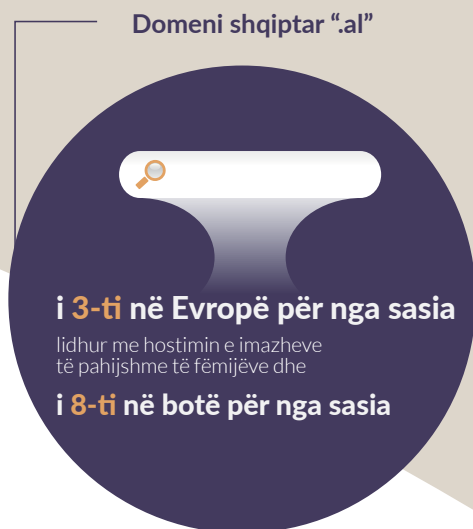 Domeni shqiptar “.al”
i 3-ti në Evropë për nga sasia
lidhur me hostimin e imazheve
të pahijshme të fëmijëve dhe
i 8-ti në botë për nga sasia